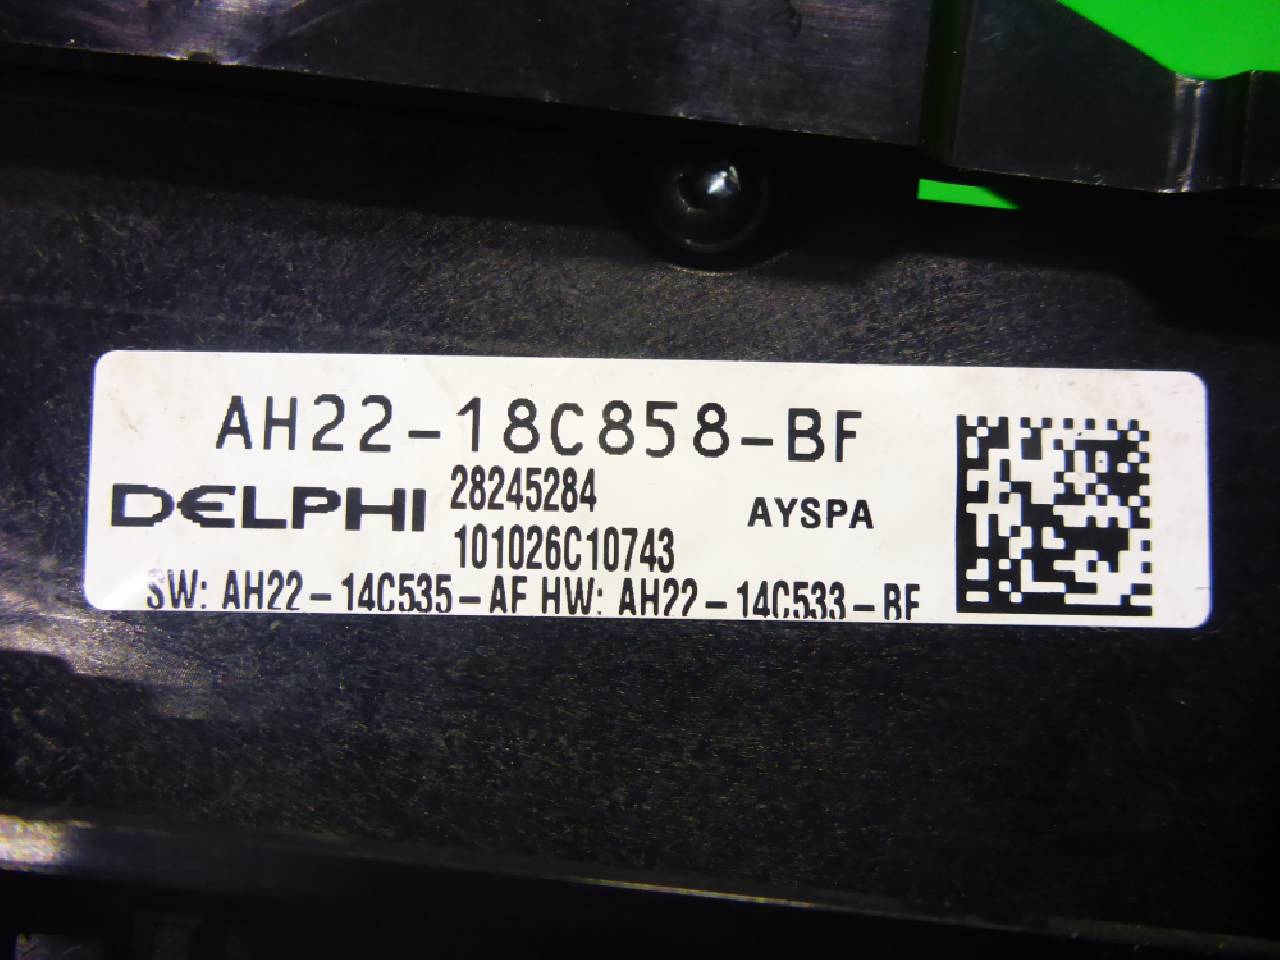 AH22-18C858-BF
DELPHI 28245284 AYSPA
101026C10743
SW: AH22-14C535-AF HW: AH22-14C533-BF